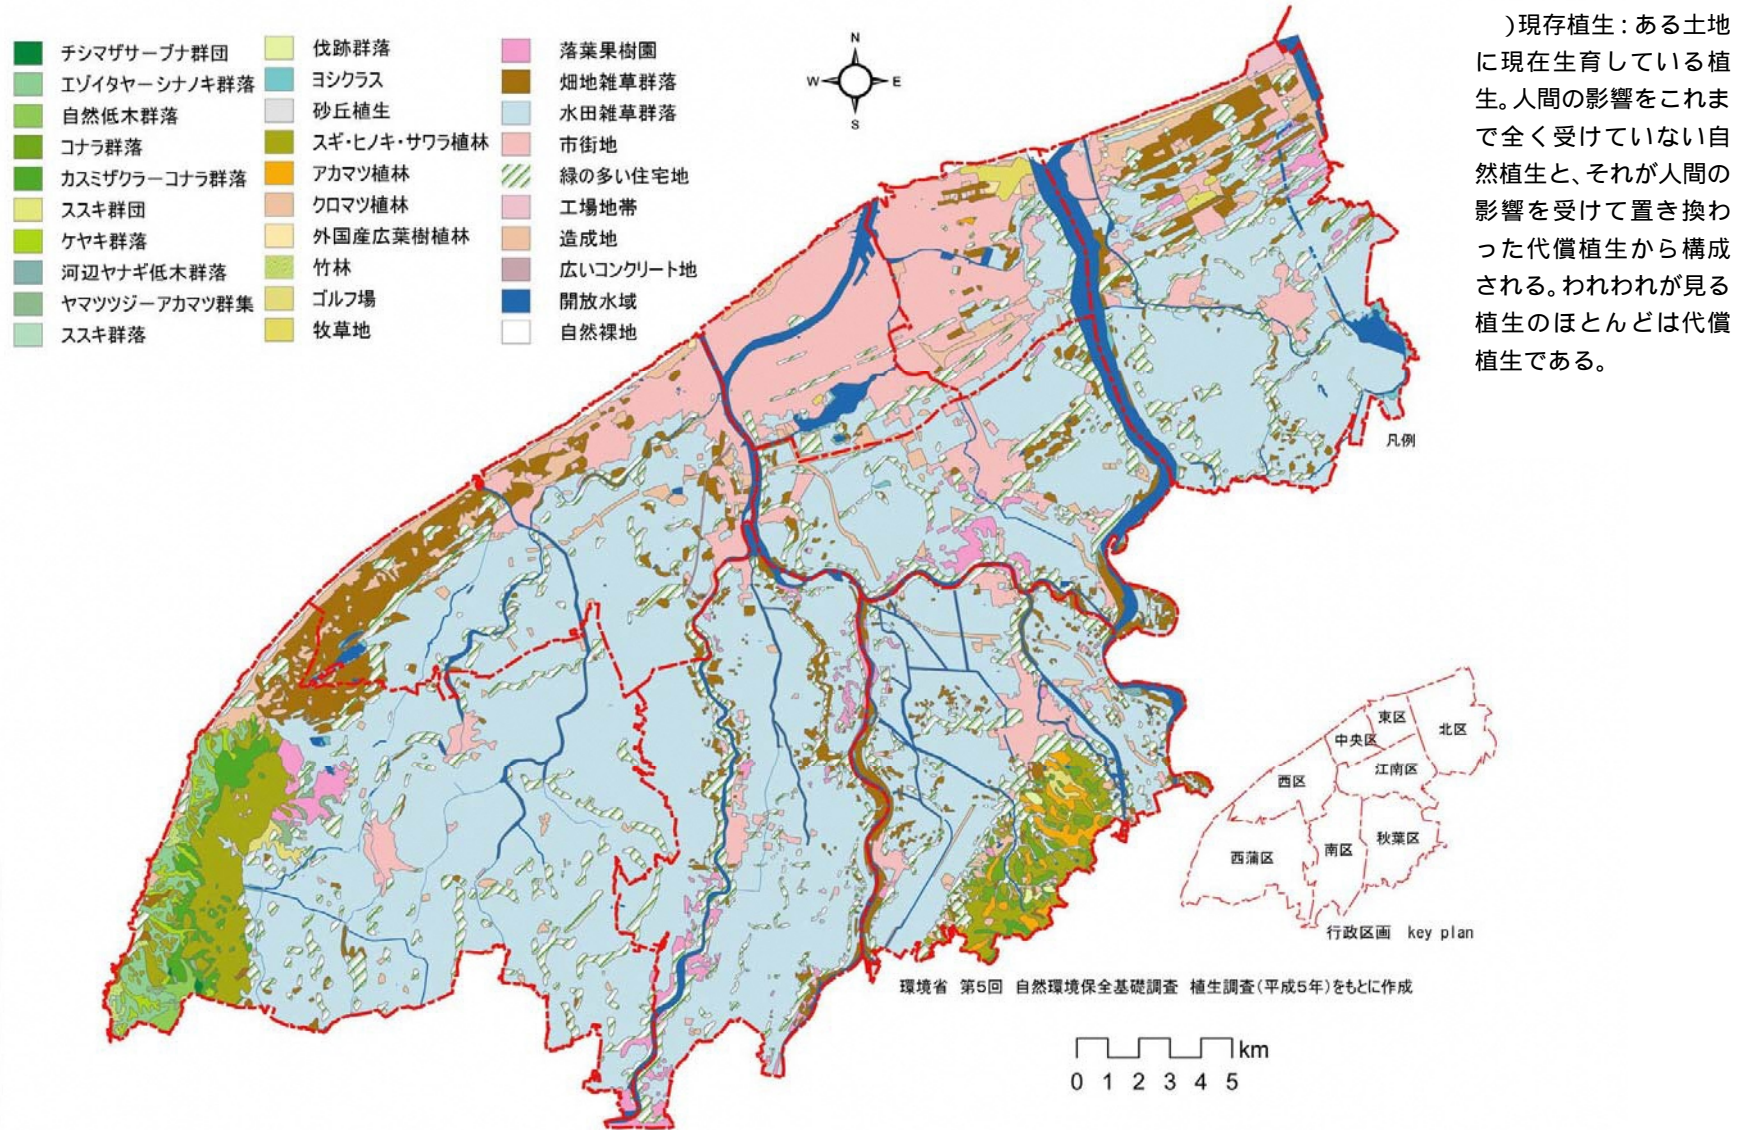 チシマザサーブナ群団
エゾイタヤーシナノキ群落
自然低木群落
コナラ群落
カスミザクラーコナラ群落
ススキ群団
ケヤキ群落
河辺ヤナギ低木群落
ヤマツツジーアカマツ群集
ススキ群落
伐跡群落
ヨシクラス
砂丘植生
スギ・ヒノキ・サワラ植林
アカマツ植林
クロマツ植林
外国産広葉樹植林
竹林
ゴルフ場
牧草地
落葉果樹園
畑地雑草群落
水田雑草群落
市街地
緑の多い住宅地
工場地帯
造成地
広いコンクリート地
開放水域
自然裸地
N
W E
S
)現存植生:ある土地
に現在生育している植
生。人間の影響をこれま
で全く受けていない自
然植生と、それが人間の
影響を受けて置き換わ
った代償植生から構成
される。われわれが見る
植生のほとんどは代償
植生である。
凡例
東区
北区
中央区
江南区
西区
秋葉区
南区
西蒲区
行政区画 key plan
環境省 第5回 自然環境保全基礎調査 植生調査(平成5年)をもとに作成
km
0 1 2 3 4 5